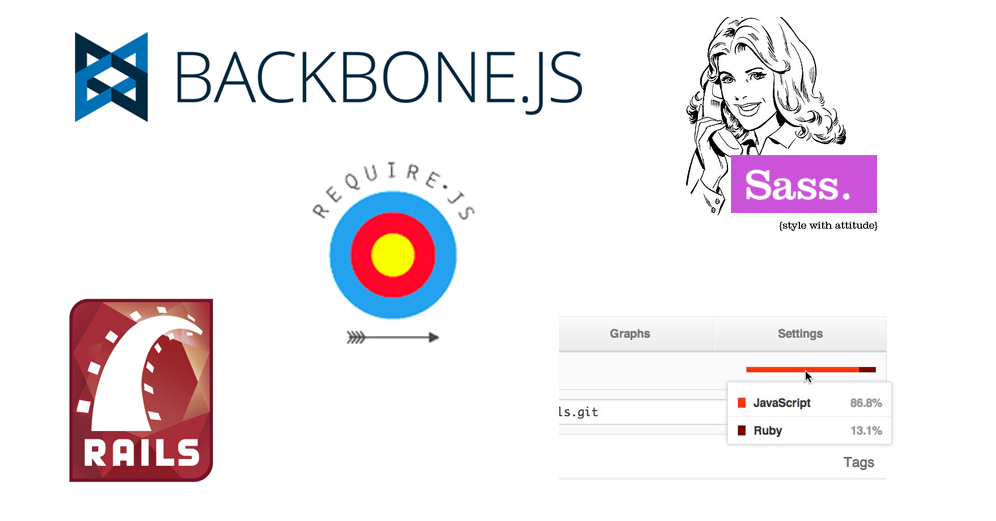 BACKBONE.JS
Sass.
{style with attitude}
REQUIRE•JS
RAILS
Graphs
Settings
JavaScript 86.8%
ls.git
Ruby 13.1%
Tags